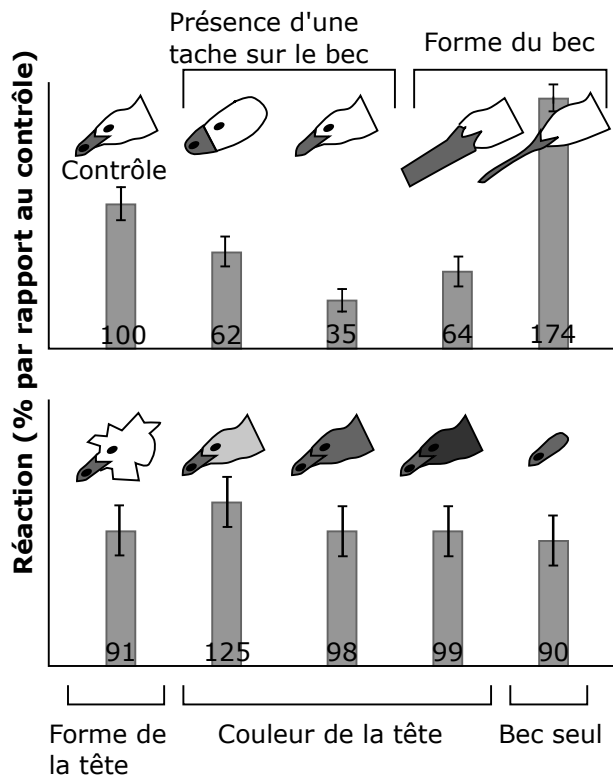 Présence d'une
tache sur le bec
Forme du bec
Contrôle
100
62
35
64
174
Réaction (% par rapport au contrôle)
91
125
98
99
90
Forme de
la tête
Couleur de la tête
Bec seul